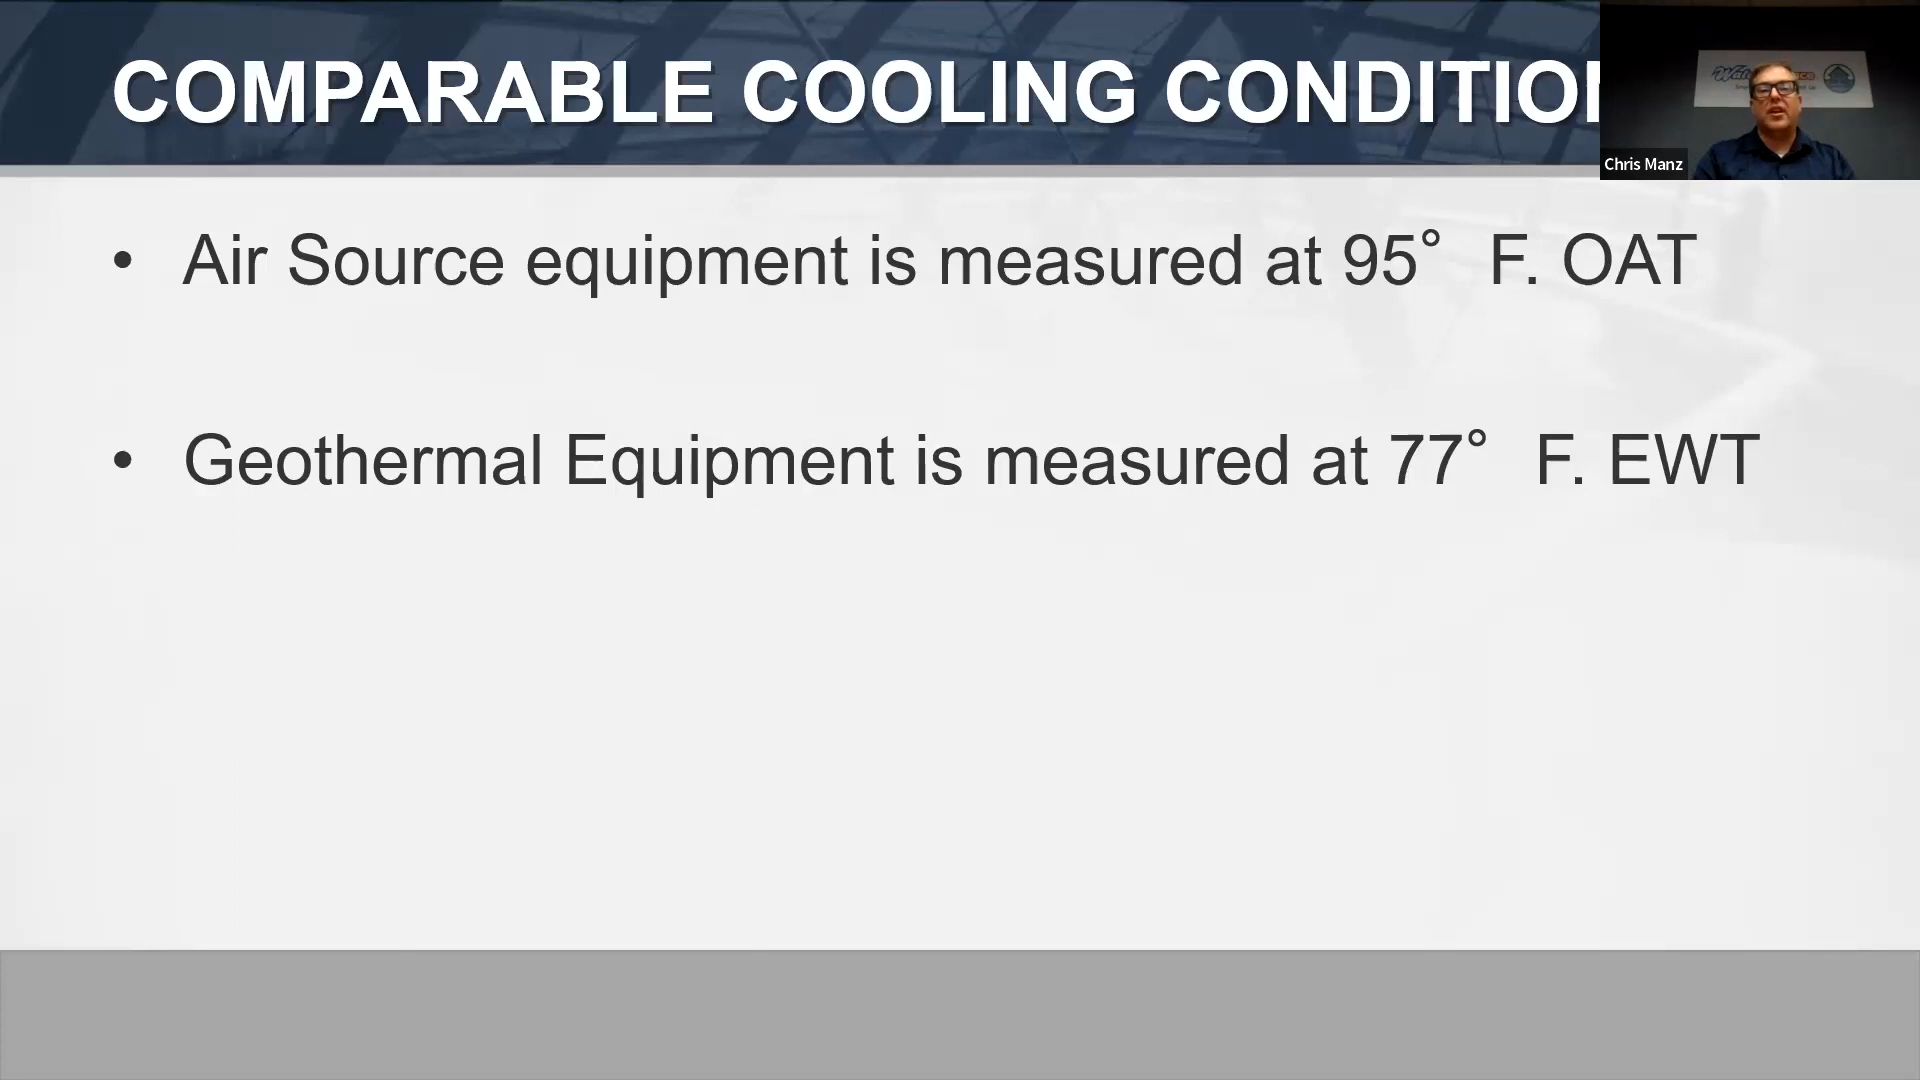 COMPARABLE COOLING CONDITION
Chris Manz
• Air Source equipment is measured at 95° F. OAT
• Geothermal Equipment is measured at 77° F. EWT